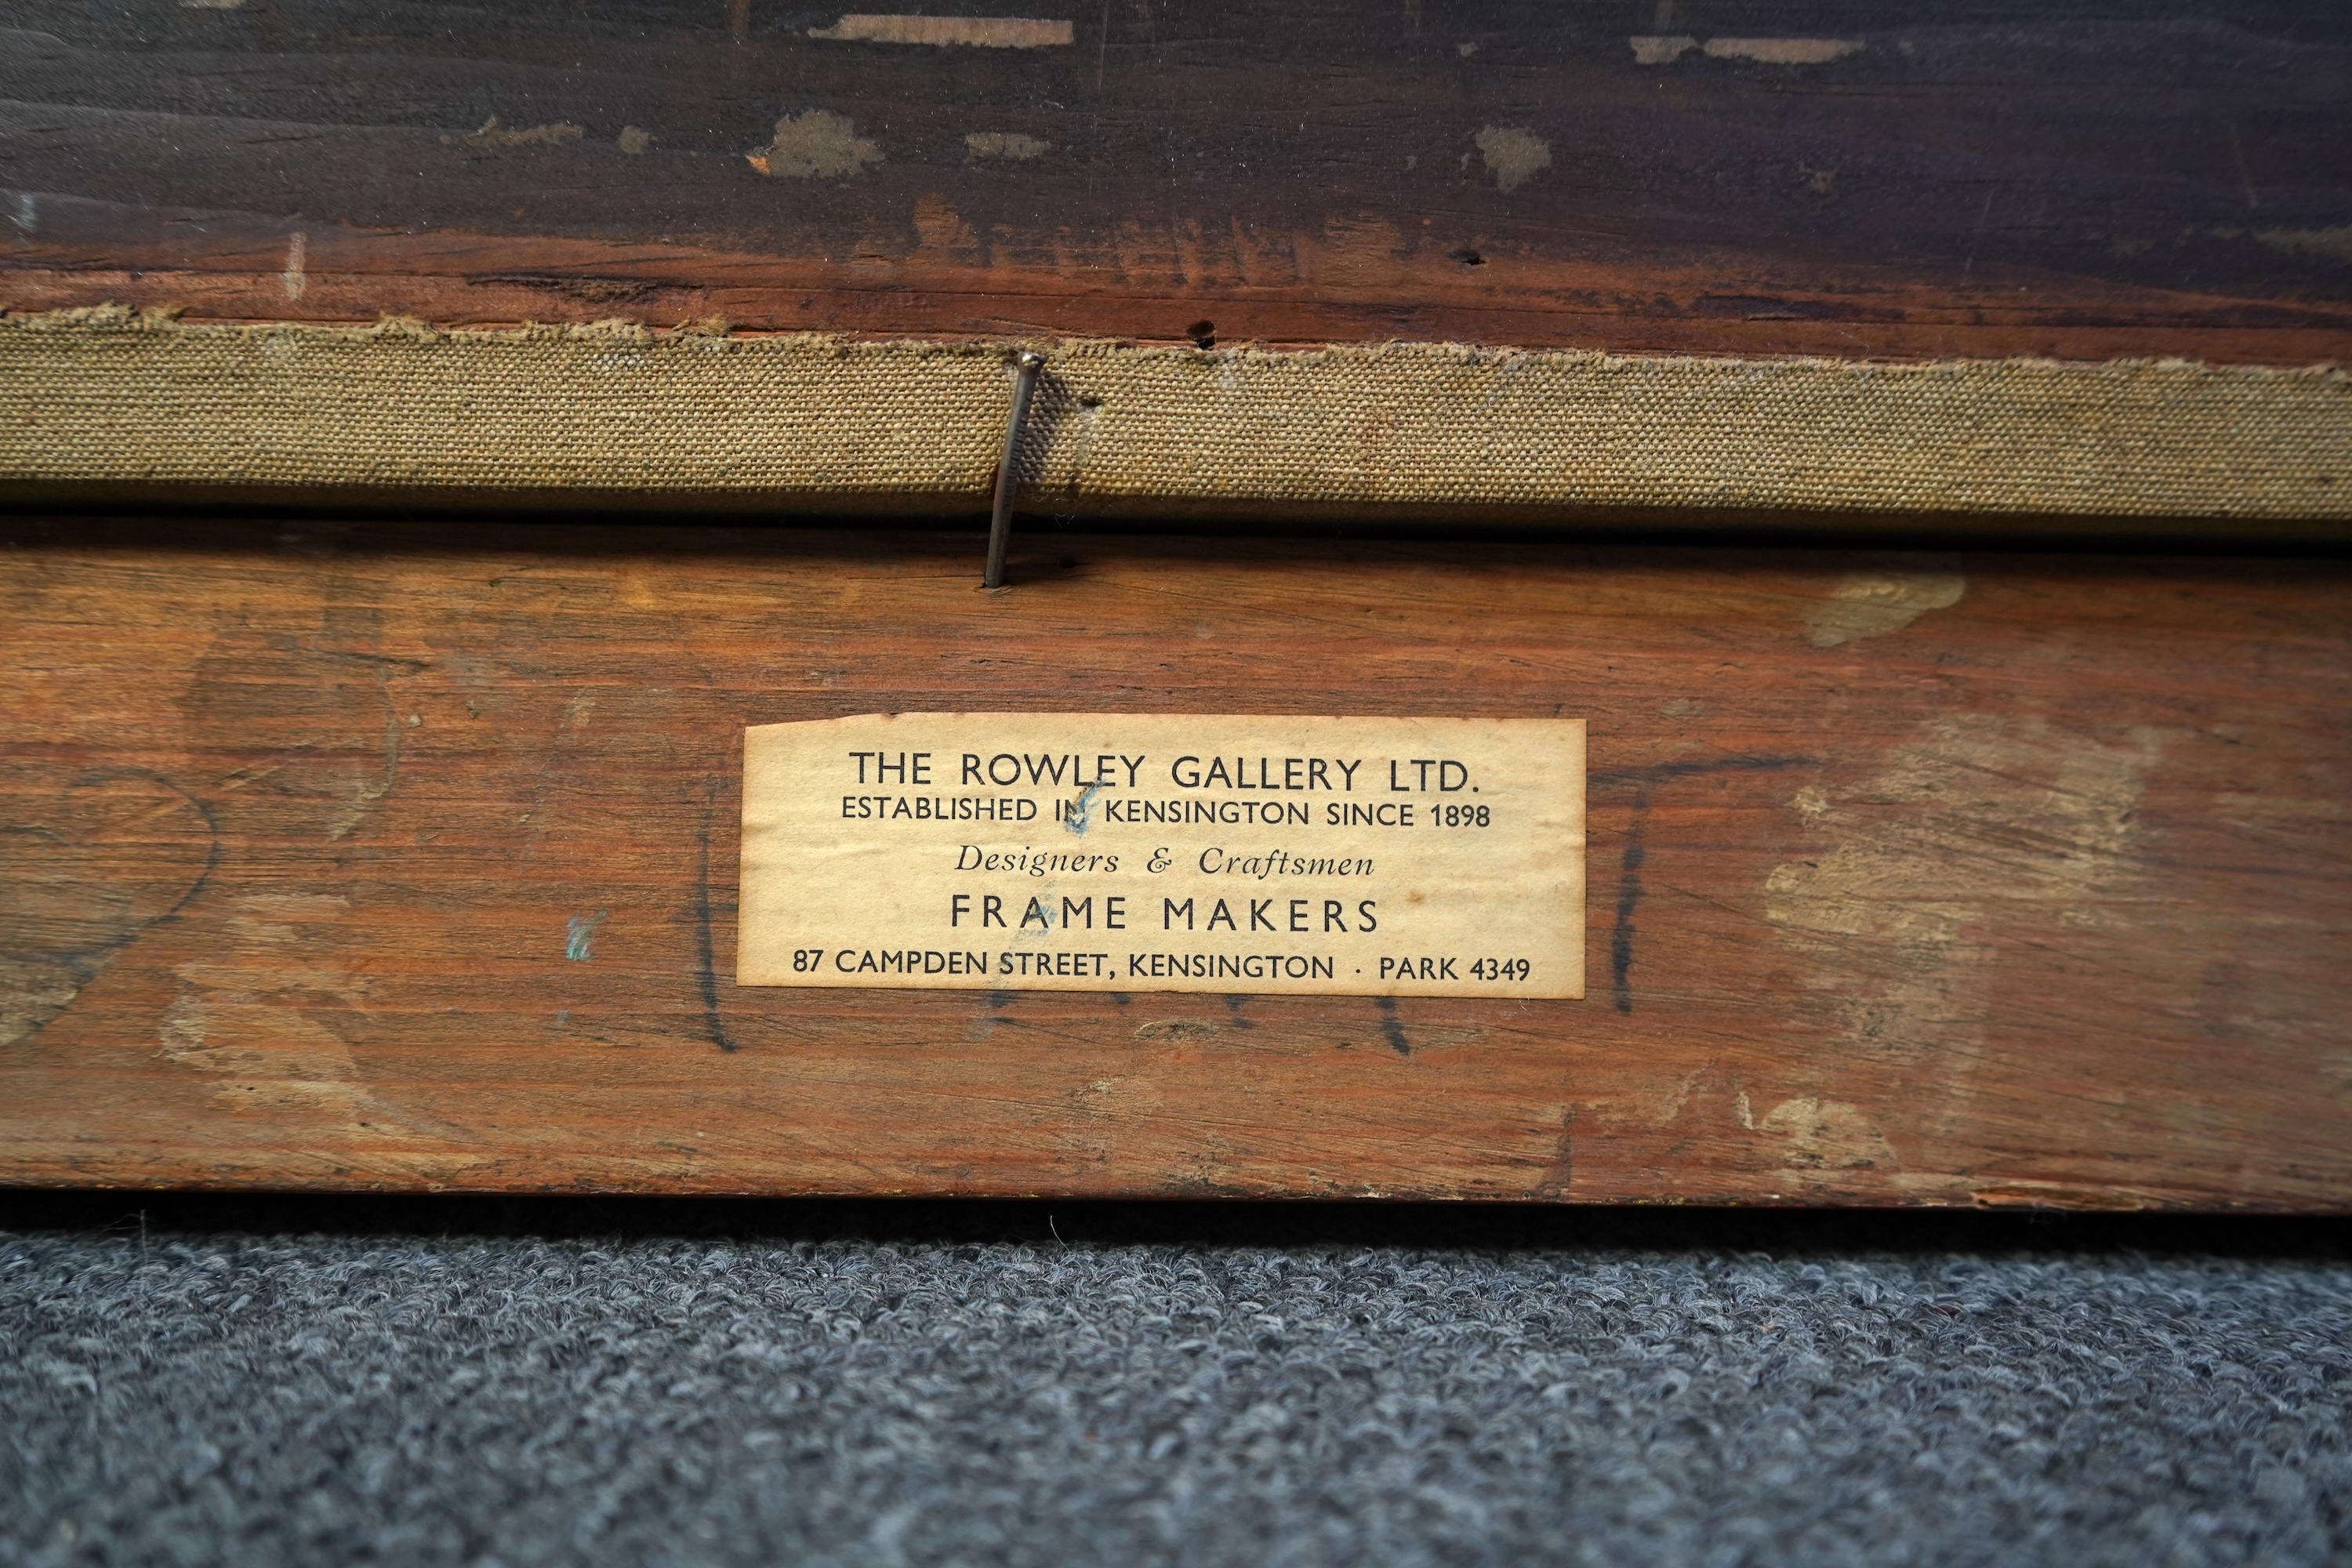 THE ROWLEY GALLERY LTD.
ESTABLISHED IN KENSINGTON SINCE 1898
Designers & Craftsmen
FRAME MAKERS
87 CAMPDEN STREET, KENSINGTON · PARK 4349